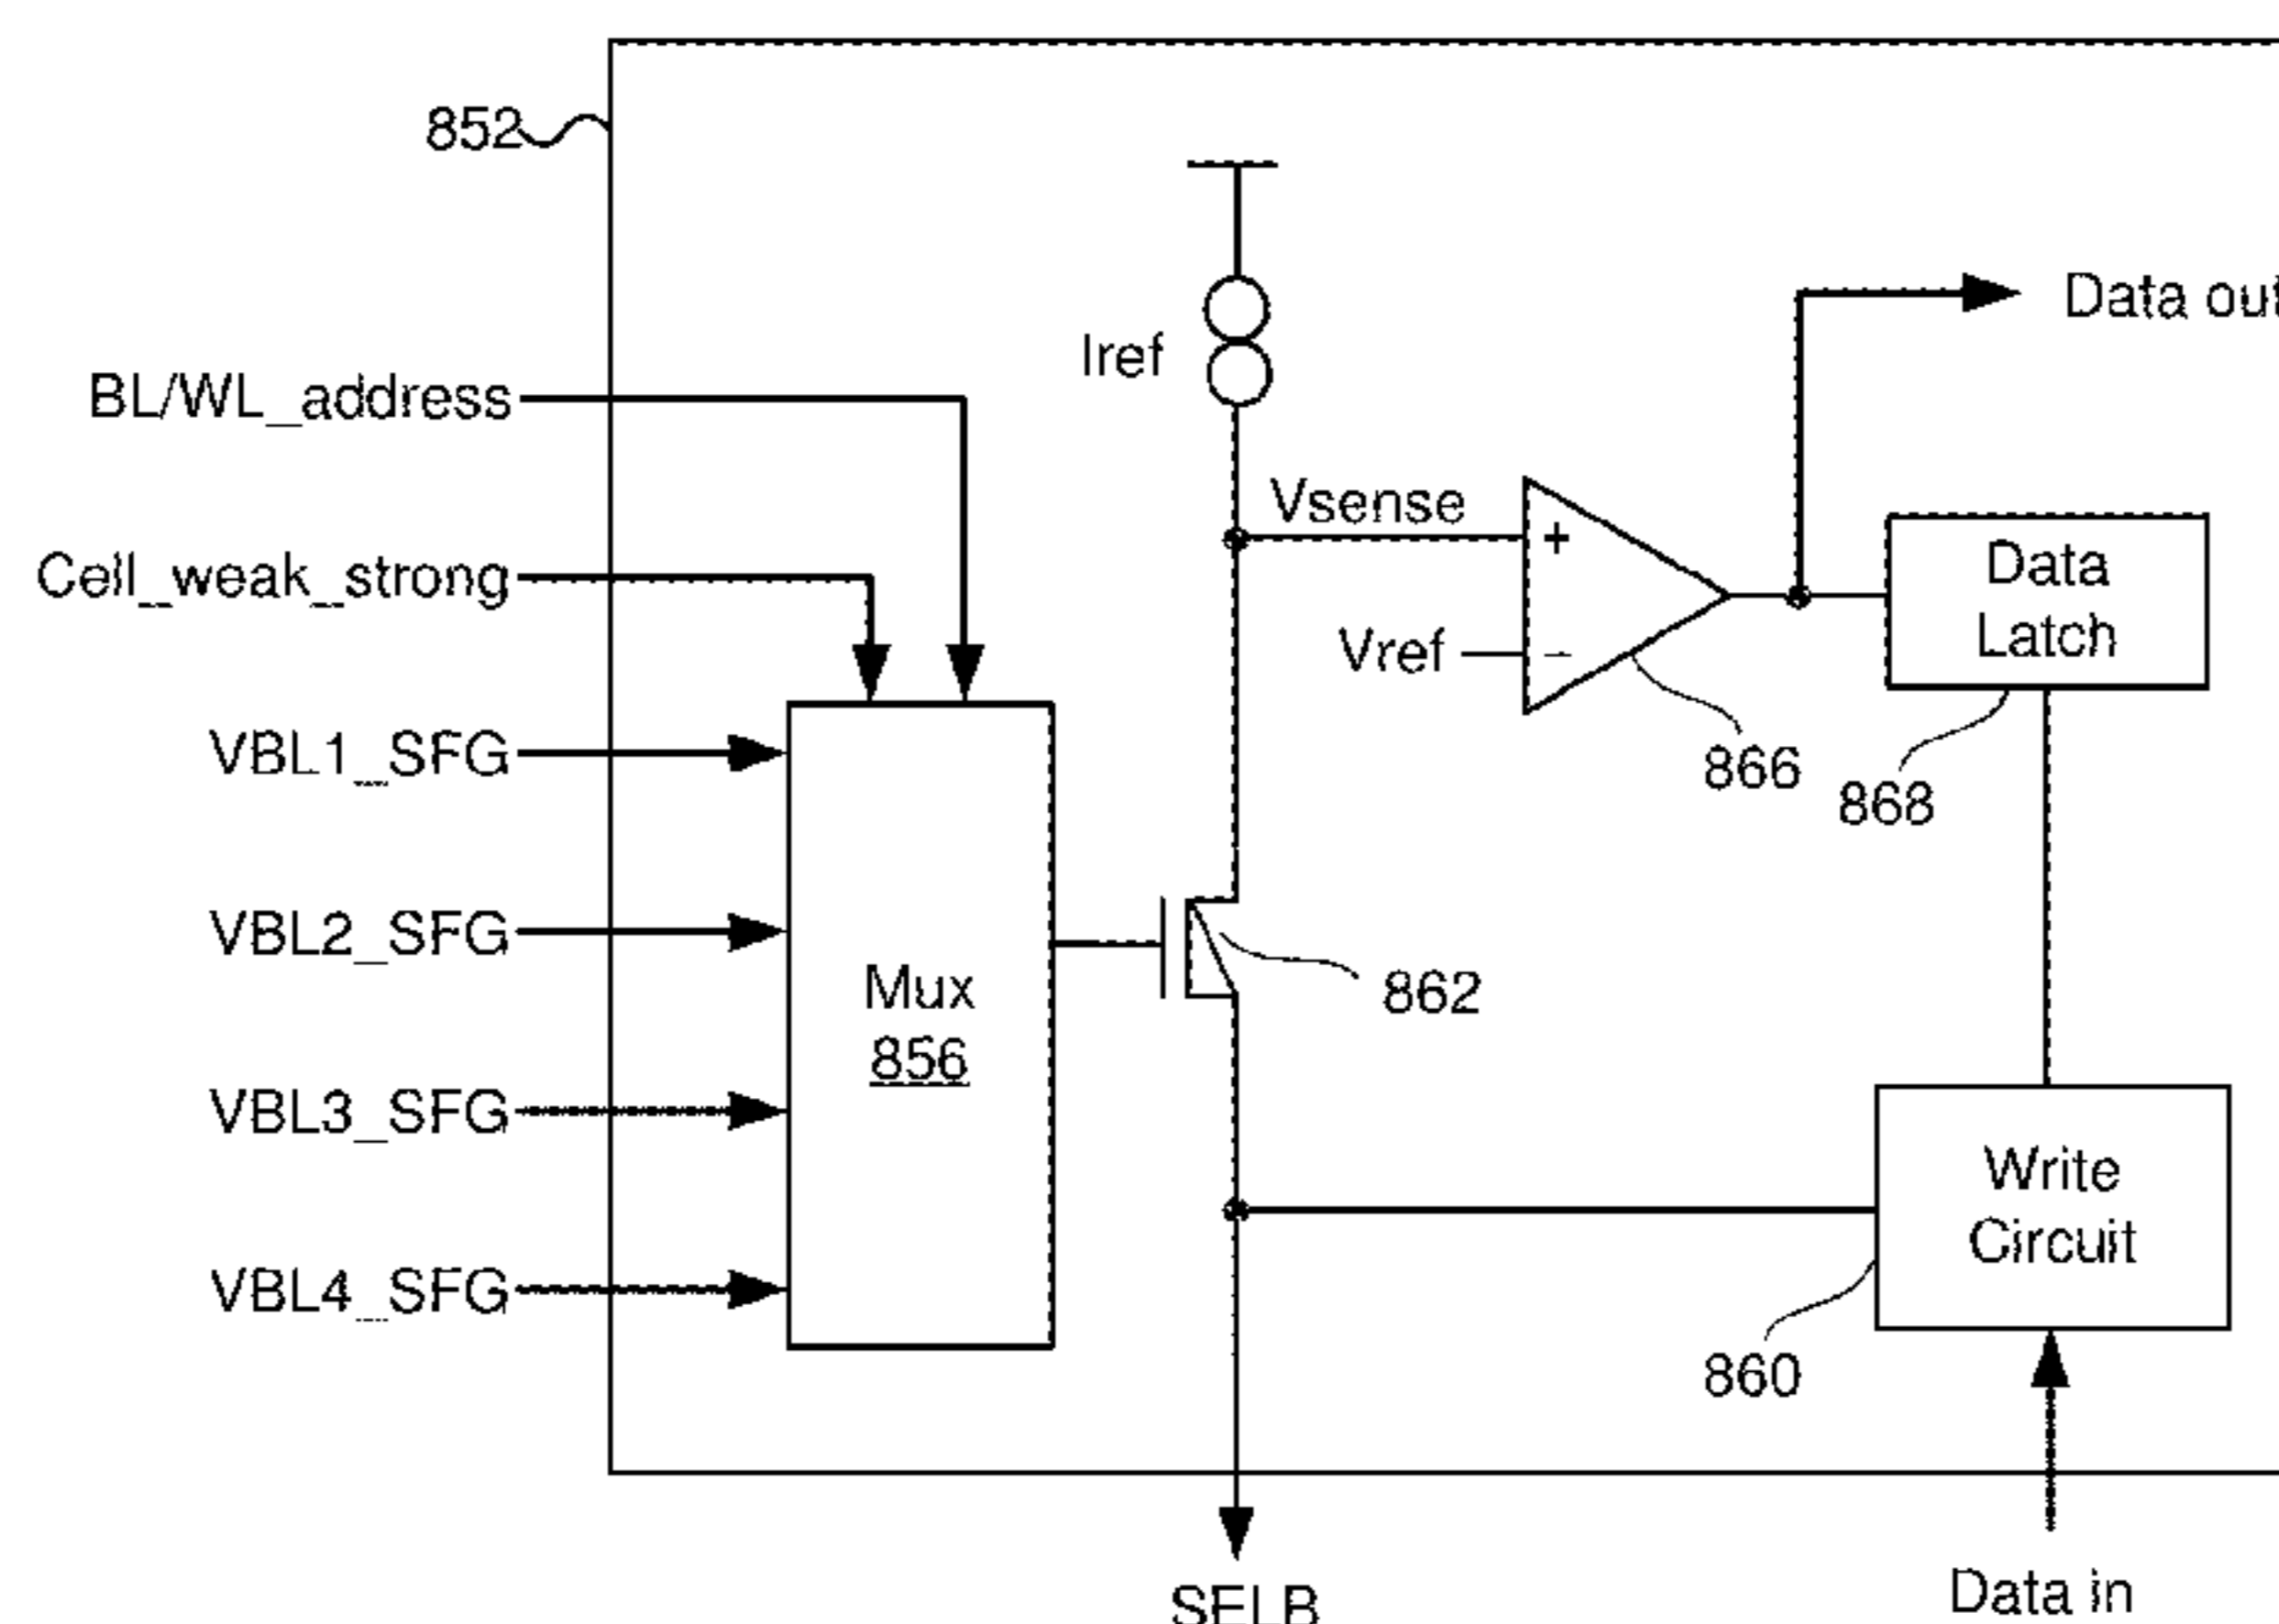 852
Data out
Iref
BL/WL_address
Vsense
+
Cell_weak_strong
Data
Latch
Vref
−
VBL1_SFG
866
868
VBL2_SFG
Mux
856
862
VBL3_SFG
Write
Circuit
VBL4_SFG
860
SELB
Data in